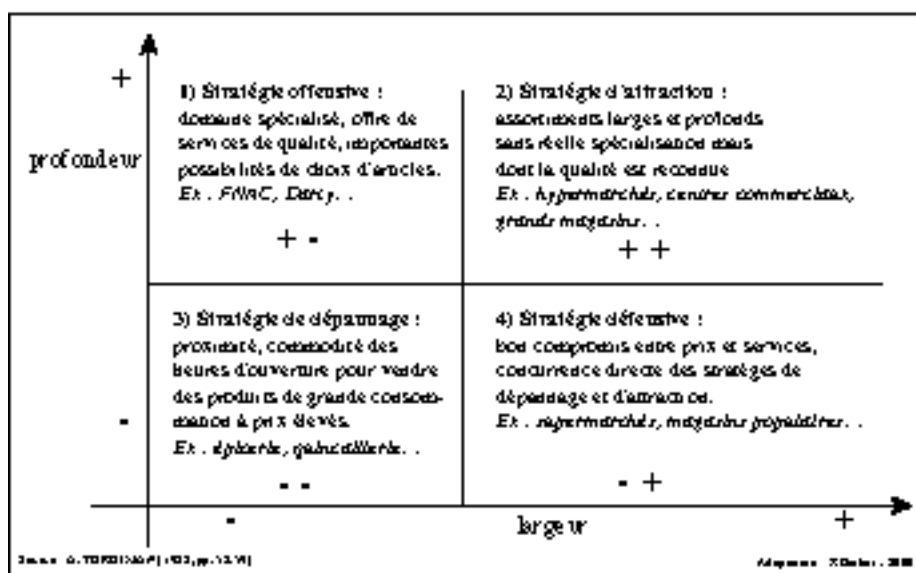 +
1) Stratégie offensive :
domaine spécialisé, offre de
services de qualité, importantes
possibilités de choix d'articles.
Ex . FNAC, Darty. .
+ -
2) Stratégie d'attraction :
assortiments larges et profonds
sans réelle spécialisation mais
dont la qualité est reconnue
Ex . hypermarchés, centres commerciaux,
grands magasins. .
+ +
profondeur
3) Stratégie de dépannage :
proximité, commodité des
heures d'ouverture pour vendre
des produits de grande consom-
mation à prix élevés.
Ex . épicerie, quincaillerie. .
- -
4) Stratégie défensive :
bon compromis entre prix et services,
concurrence directe des stratèges de
dépannage et d'attraction.
Ex . supermarchés, magasins populaires. .
- +
-
-
largeur
+